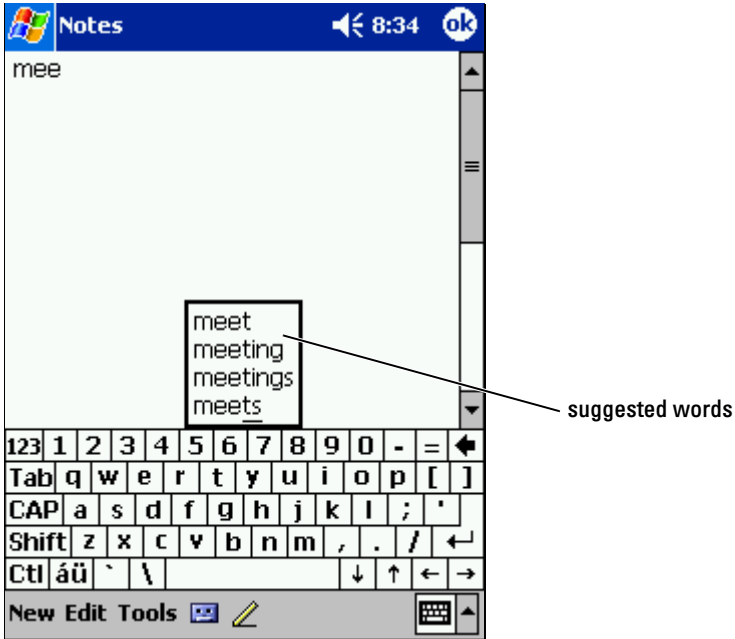 Notes 8:34 ok
mee
meet
meeting
meetings
meets
suggested words
123 1 2 3 4 5 6 7 8 9 0 - =
Tab q w e r t y u i o p [ ]
CAP a s d f g h j k l ; '
Shift z x c v b n m , . /
Ctl áü ` \
New Edit Tools